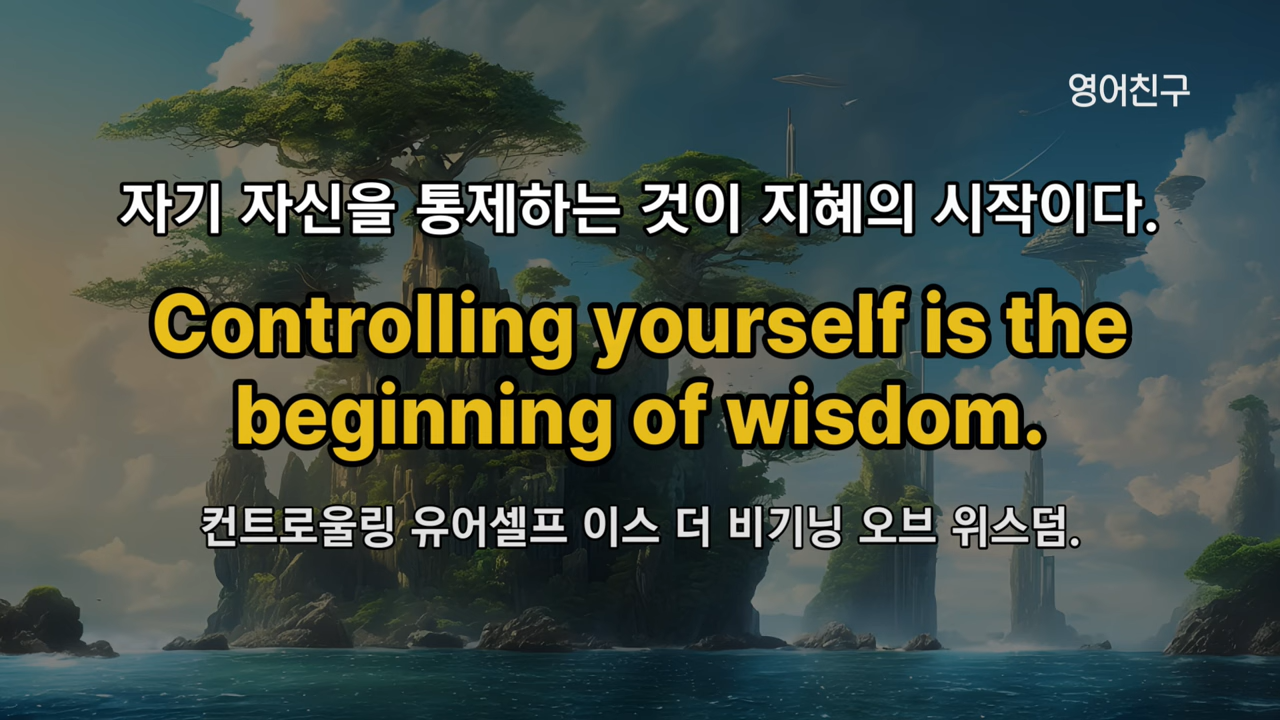 영어친구
자기 자신을 통제하는 것이 지혜의 시작이다.
Controlling yourself is the
beginning of wisdom.
컨트로울링 유어셀프 이스 더 비기닝 오브 위스덤.